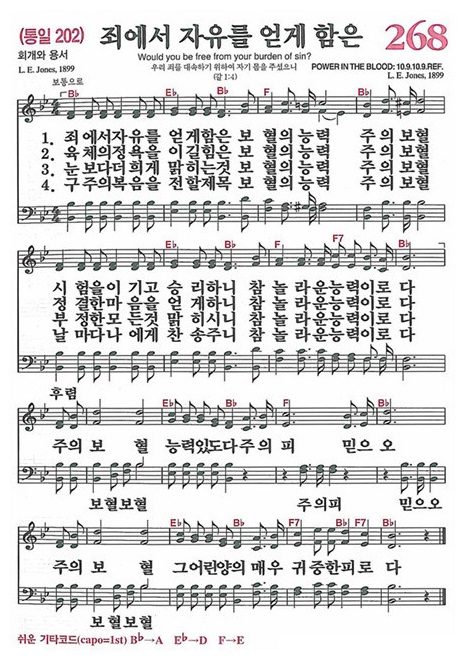 (통일 202) 죄에서 자유를 얻게 함은 268
회개와 용서
Would you be free from your burden of sin?
우리 죄를 대속하기 위하여 자기 몸을 주셨으니
(갈 1:4)
L. E. Jones, 1899
POWER IN THE BLOOD: 10.9.10.9.REF.
L. E. Jones, 1899
보통으로
B♭ E♭ B♭ F B♭
1. 죄에서자유를 얻게함은 보 혈의능력 주의보혈
2. 육체의정욕을 이길힘은 보 혈의능력 주의보혈
3. 눈보다더희게 맑히는것 보 혈의능력 주의보혈
4. 구주의복음을 전할제목 보 혈의능력 주의보혈
E♭ B♭ F F7 B♭
시 험을이 기고 승 리하니 참 놀 라운능력이로 다
정 결한마 음을 얻 게하니 참 놀 라운능력이로 다
부 정한모 든것 맑 히시니 참 놀 라운능력이로 다
날 마다나 에게 찬 송주니 참 놀 라운능력이로 다
후렴
E♭ B♭ F B♭
주의 보 혈 능력있도다주의 피 믿으 오
보혈보혈 주의피 믿으오
E♭ B♭ F7 B♭ F7 B♭
주의 보 혈 그어린양의 매우 귀 중한피로 다
보혈보혈
쉬운 기타코드(capo=1st) B♭→A E♭→D F→E